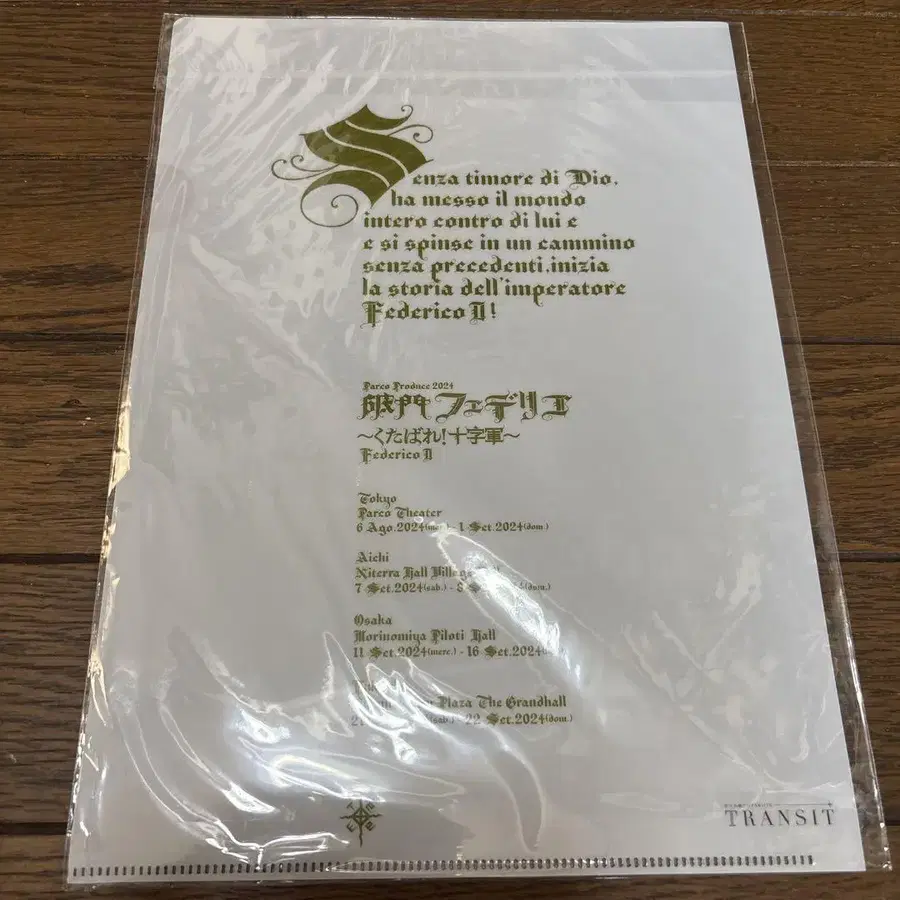 Senza timore di Dio,
ha messo il mondo
intero contro di lui e
e si spinse in un cammino
senza precedenti,inizia
la storia dell'imperatore
Federico II!
Parco Produce 2024
破門フェデリコ
~くたばれ!十字軍~
Federico II
Tokyo
Parco Theater
6 Ago.2024(mer.) - 1 Set.2024(dom.)
Aichi
Niterra Hall Village
7 Set.2024(sab.) - 8 (dom.)
Osaka
Morinomiya Piloti Hall
11 Set.2024(merc.) - 16 Set.2024
Plaza The Grandhall
(sab.) - 22 Set.2024(dom.)
TRANSIT